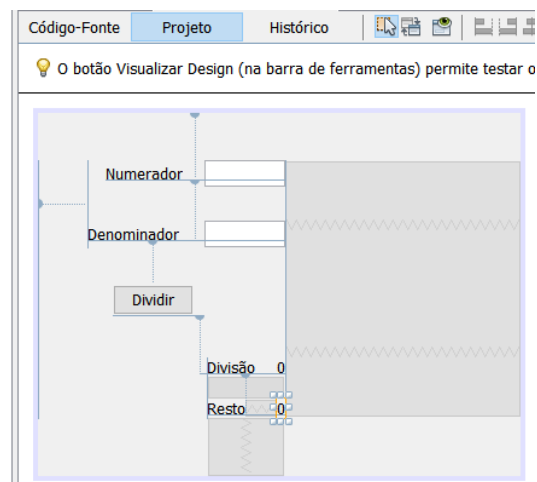 Código-Fonte Projeto Histórico
O botão Visualizar Design (na barra de ferramentas) permite testar o
Numerador
Denominador
Dividir
Divisão 0
Resto 0